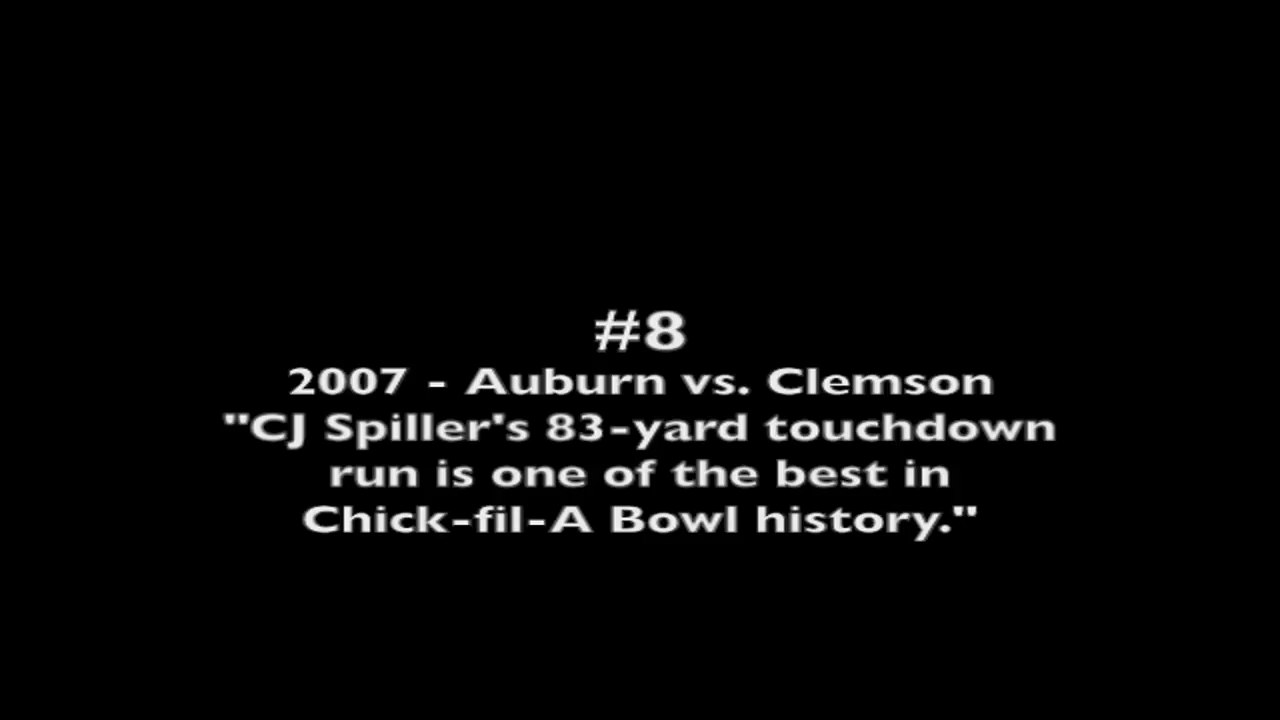 #8
2007 - Auburn vs. Clemson
"CJ Spiller's 83-yard touchdown
run is one of the best in
Chick-fil-A Bowl history."